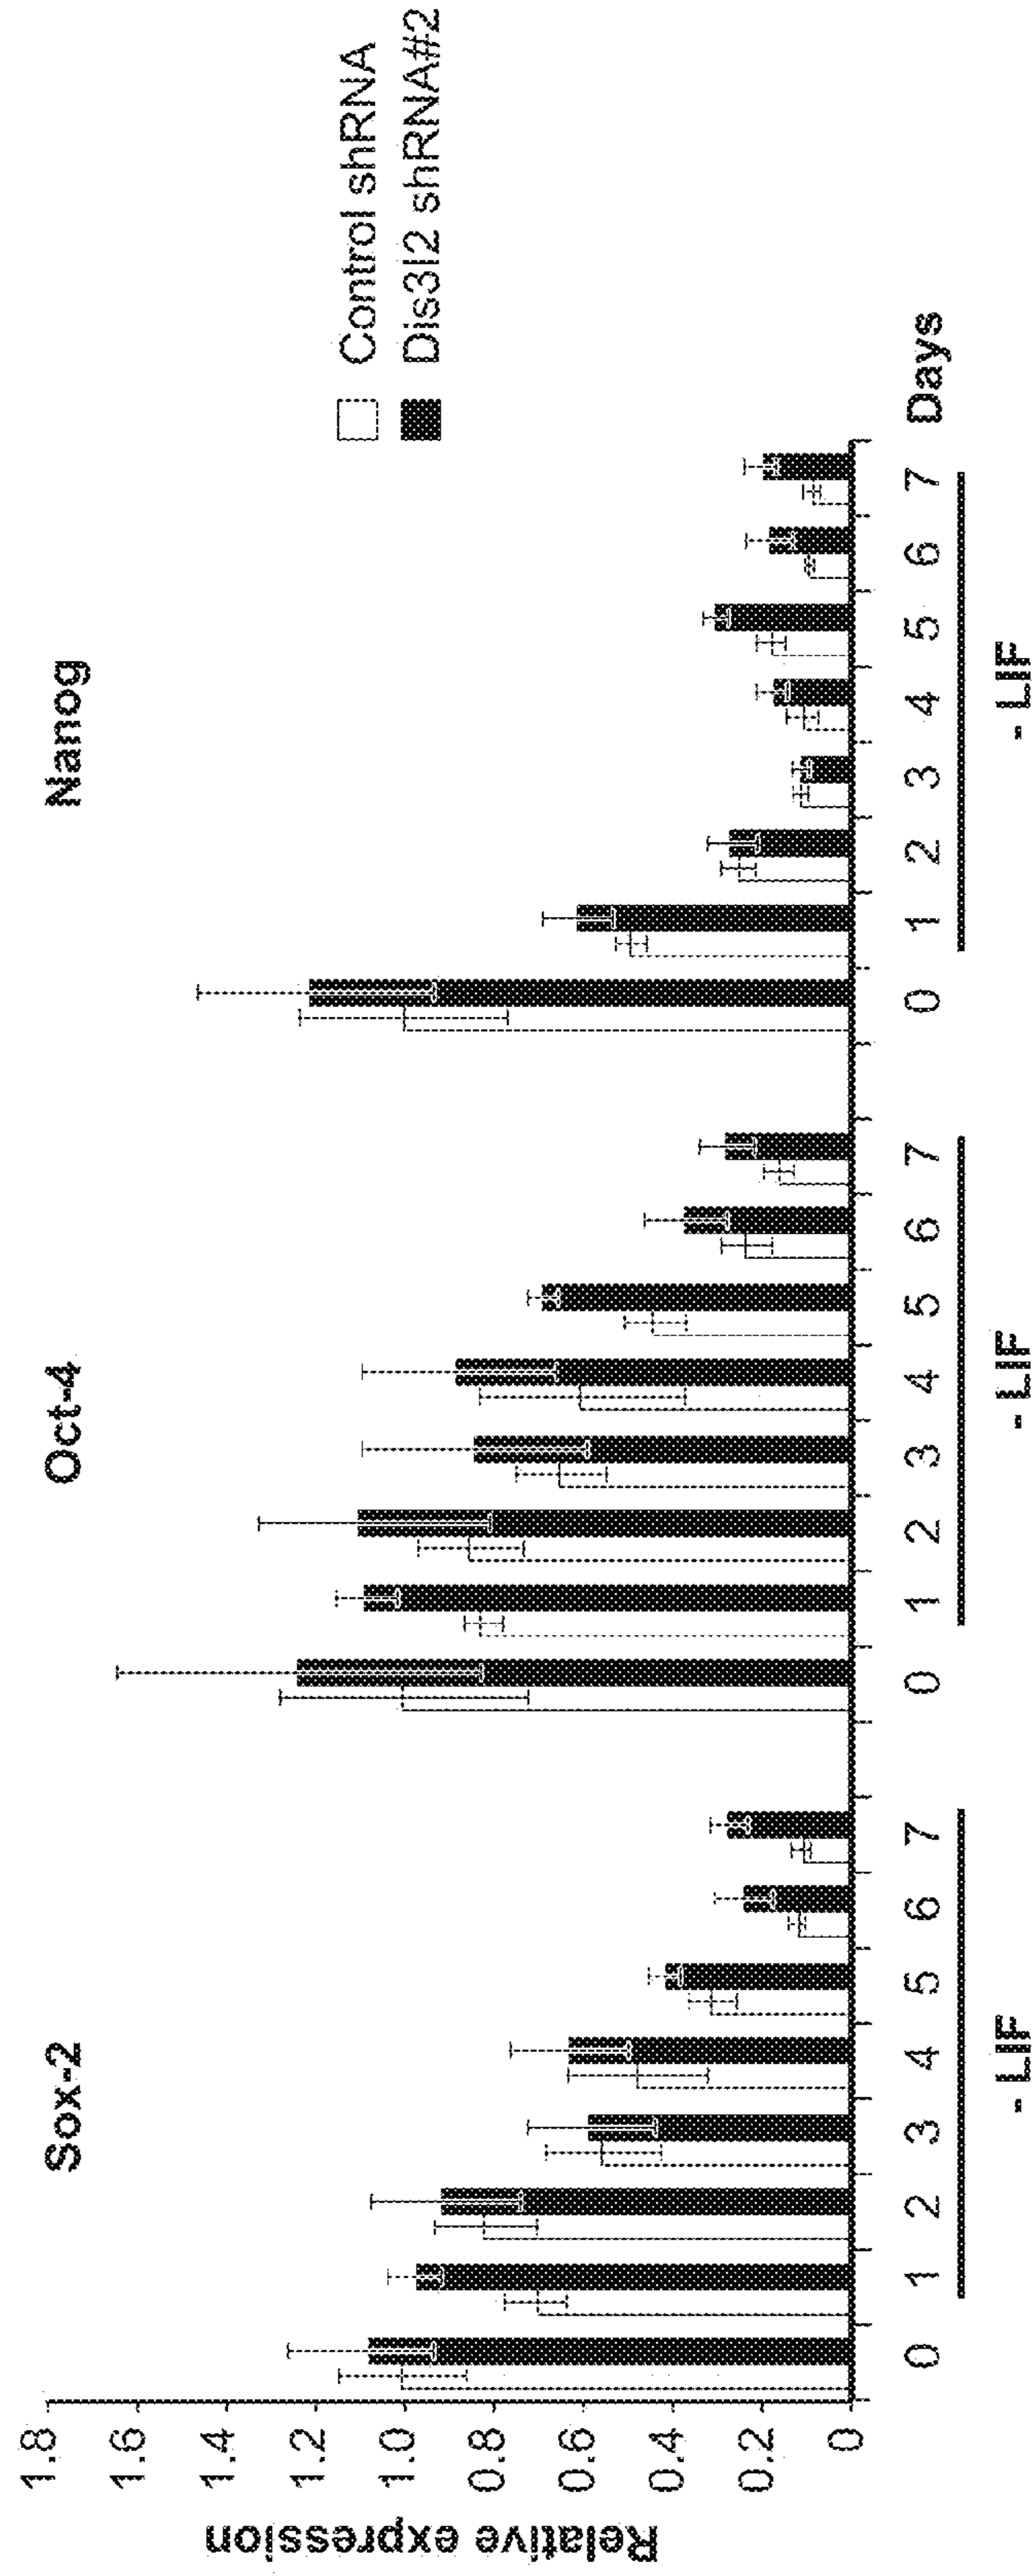 Sox-2 Oct-4 Nanog
Control shRNA
Dis3l2 shRNA#2
Relative expression
1.8
1.6
1.4
1.2
1.0
0.8
0.6
0.4
0.2
0
0 1 2 3 4 5 6 7 0 1 2 3 4 5 6 7 0 1 2 3 4 5 6 7 Days
- LIF - LIF - LIF